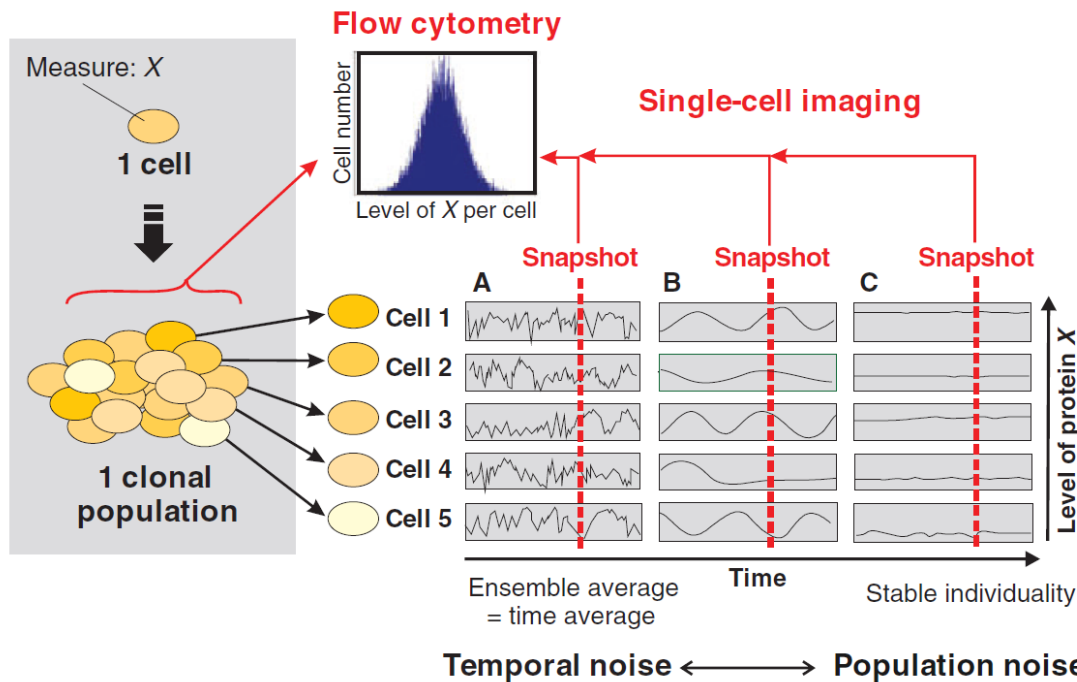 Flow cytometry
Measure: X
1 cell
Cell number
Level of X per cell
Single-cell imaging
Snapshot
Snapshot
Snapshot
A
B
C
Cell 1
Cell 2
Cell 3
Cell 4
Cell 5
1 clonal
population
Level of protein X
Time
Ensemble average
= time average
Stable individuality
Temporal noise
Population noise